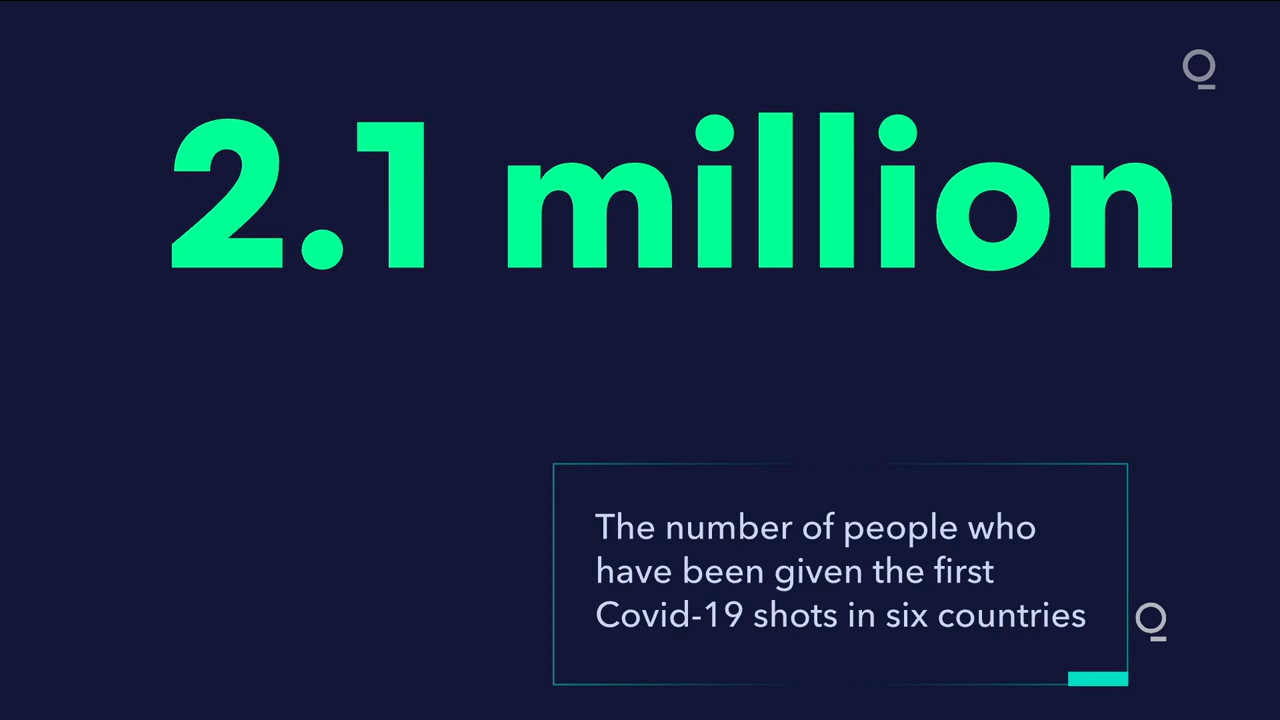 2.1 million
The number of people who
have been given the first
Covid-19 shots in six countries